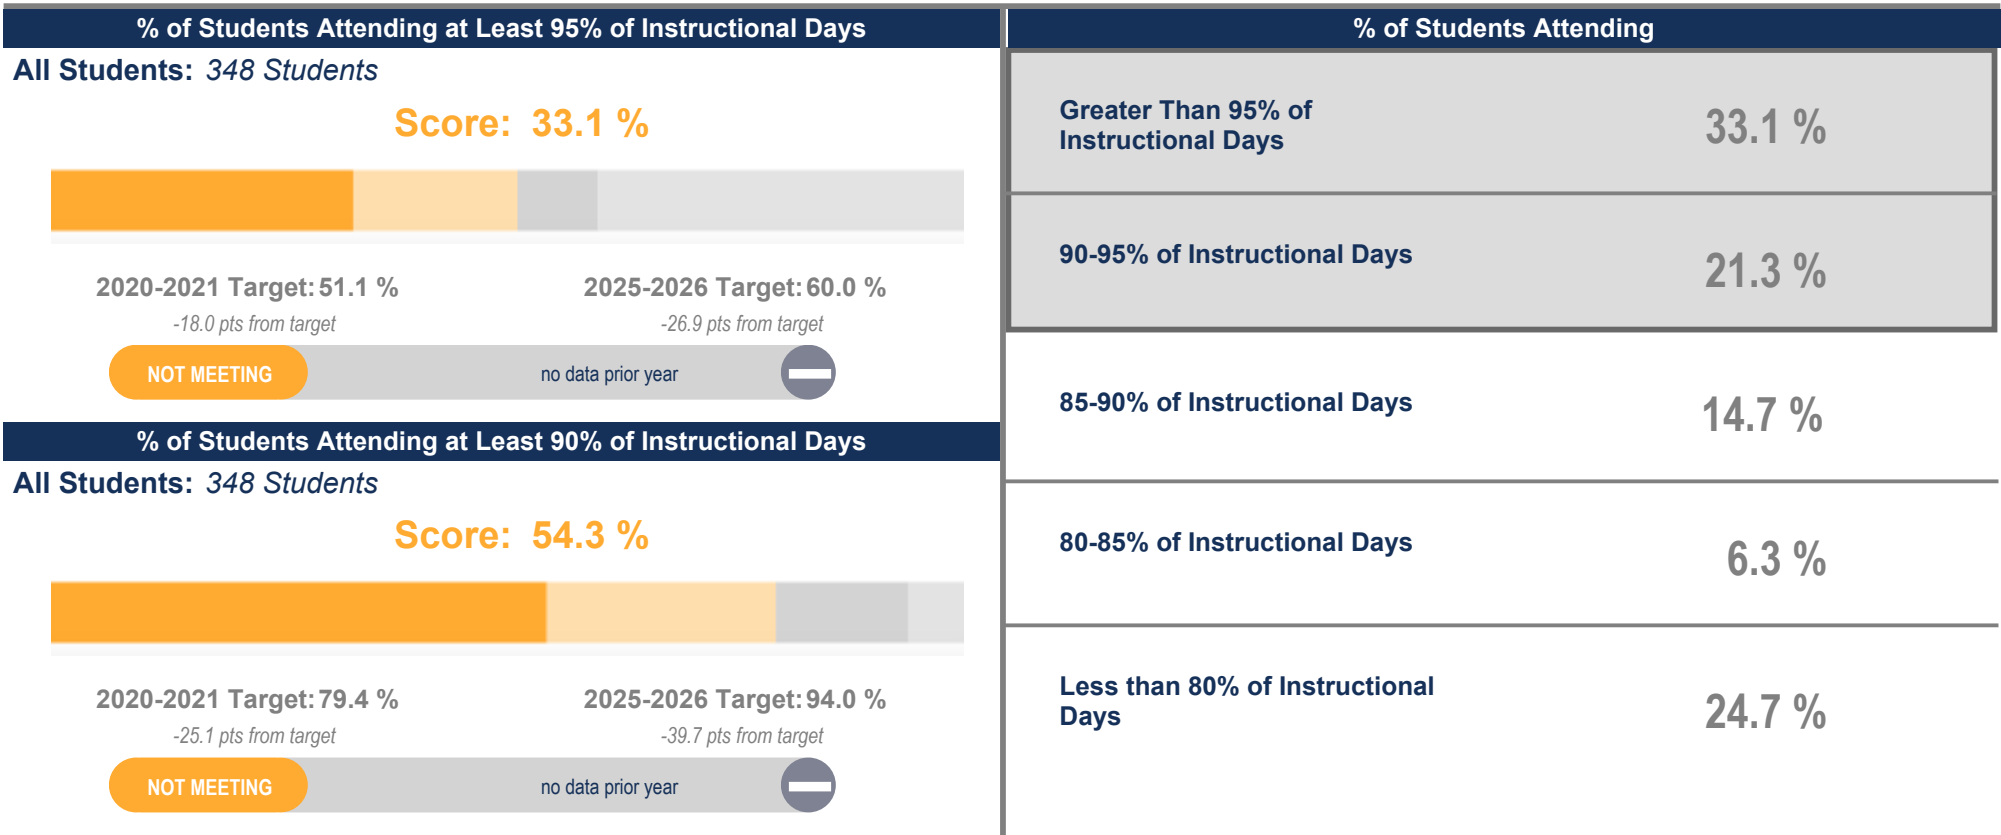 % of Students Attending at Least 95% of Instructional Days
All Students: 348 Students
Score: 33.1 %
2020-2021 Target: 51.1 %
-18.0 pts from target
2025-2026 Target: 60.0 %
-26.9 pts from target
NOT MEETING
no data prior year
% of Students Attending at Least 90% of Instructional Days
All Students: 348 Students
Score: 54.3 %
2020-2021 Target: 79.4 %
-25.1 pts from target
2025-2026 Target: 94.0 %
-39.7 pts from target
NOT MEETING
no data prior year
% of Students Attending
Greater Than 95% of
Instructional Days
33.1 %
90-95% of Instructional Days
21.3 %
85-90% of Instructional Days
14.7 %
80-85% of Instructional Days
6.3 %
Less than 80% of Instructional
Days
24.7 %